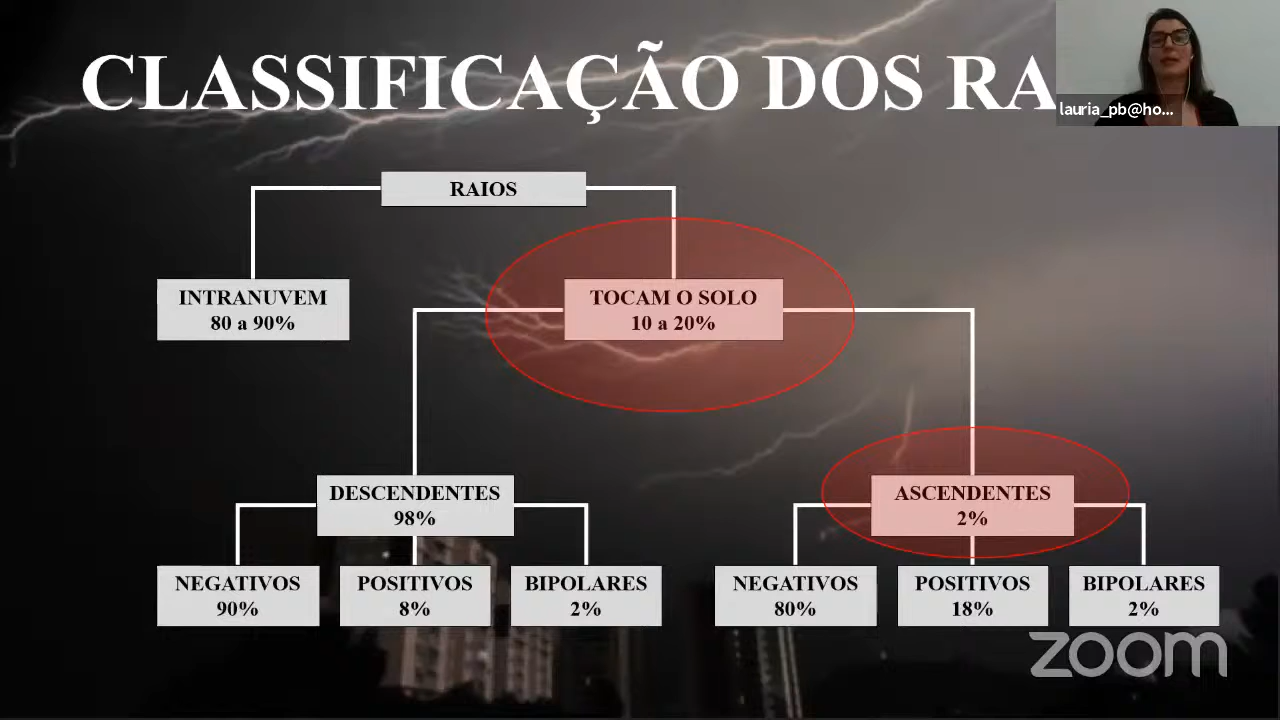 CLASSIFICAÇÃO DOS RA
lauria_pb@ho...
RAIOS
INTRANUVEM
80 a 90%
TOCAM O SOLO
10 a 20%
DESCENDENTES
98%
ASCENDENTES
2%
NEGATIVOS
90%
POSITIVOS
8%
BIPOLARES
2%
NEGATIVOS
80%
POSITIVOS
18%
BIPOLARES
2%
zoom